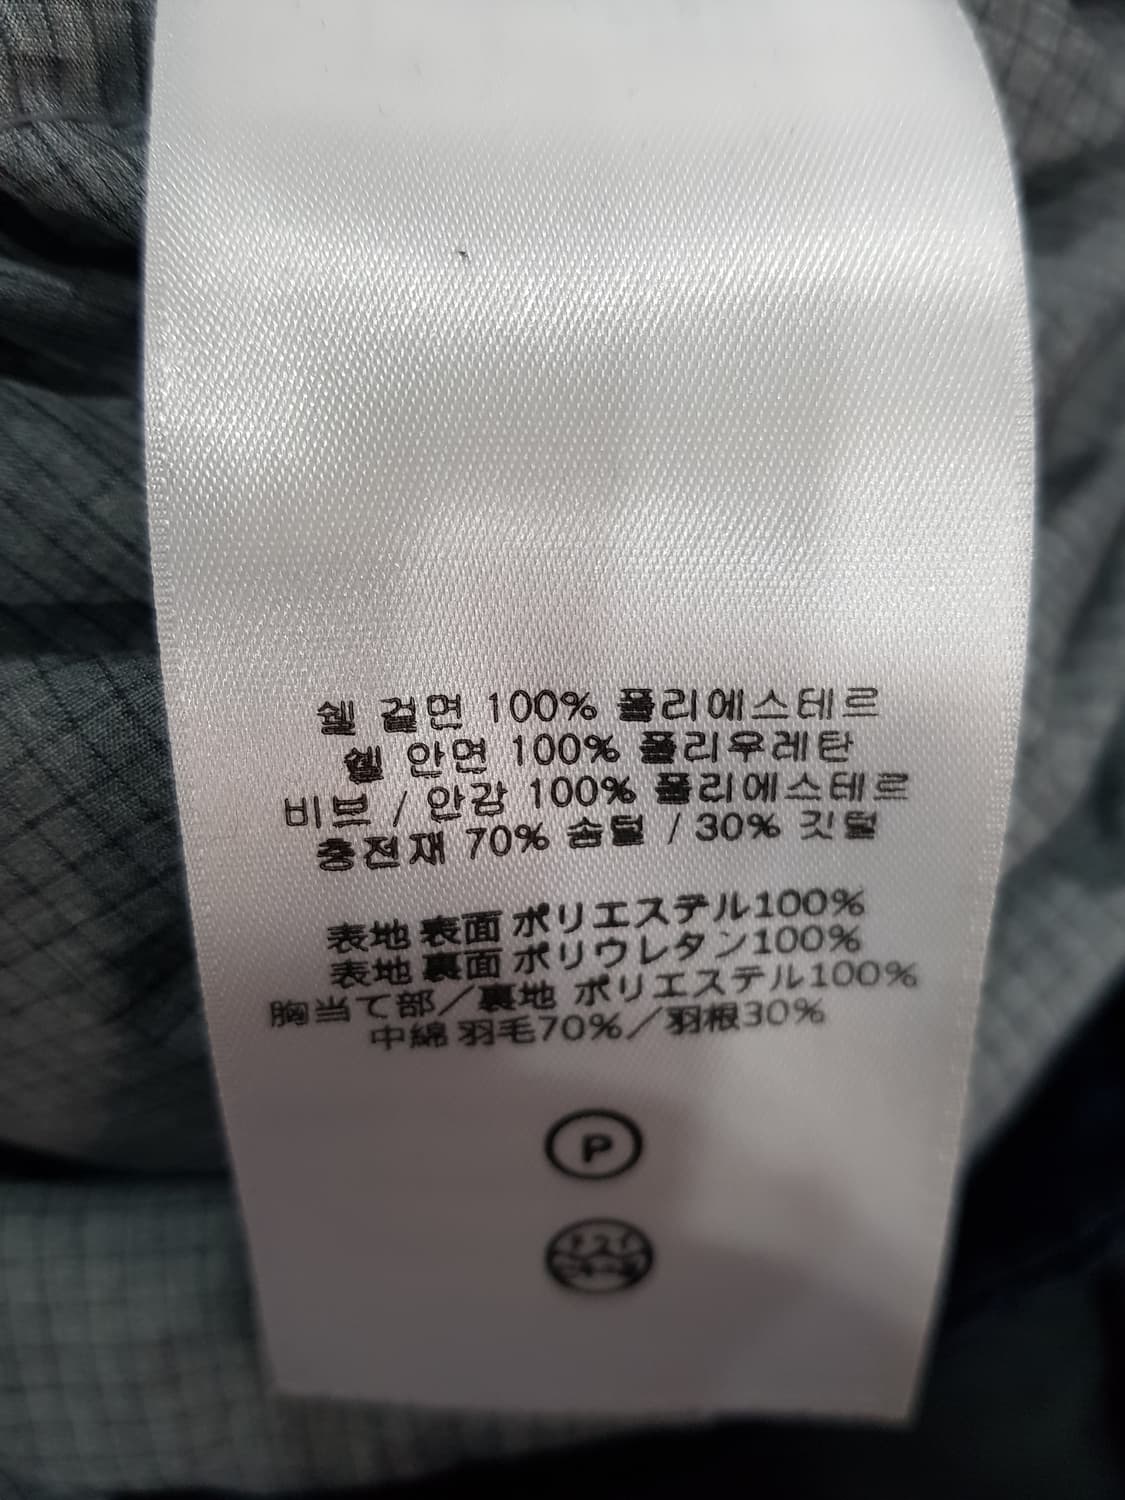 쉘 겉면 100% 폴리에스테르
쉘 안면 100% 폴리우레탄
비브 / 안감 100% 폴리에스테르
충전재 70% 솜털 / 30% 깃털
表地 表面 ポリエステル100%
表地 裏面 ポリウレタン100%
胸当て部／裏地 ポリエステル100%
中綿 羽毛70%／羽根30%
P